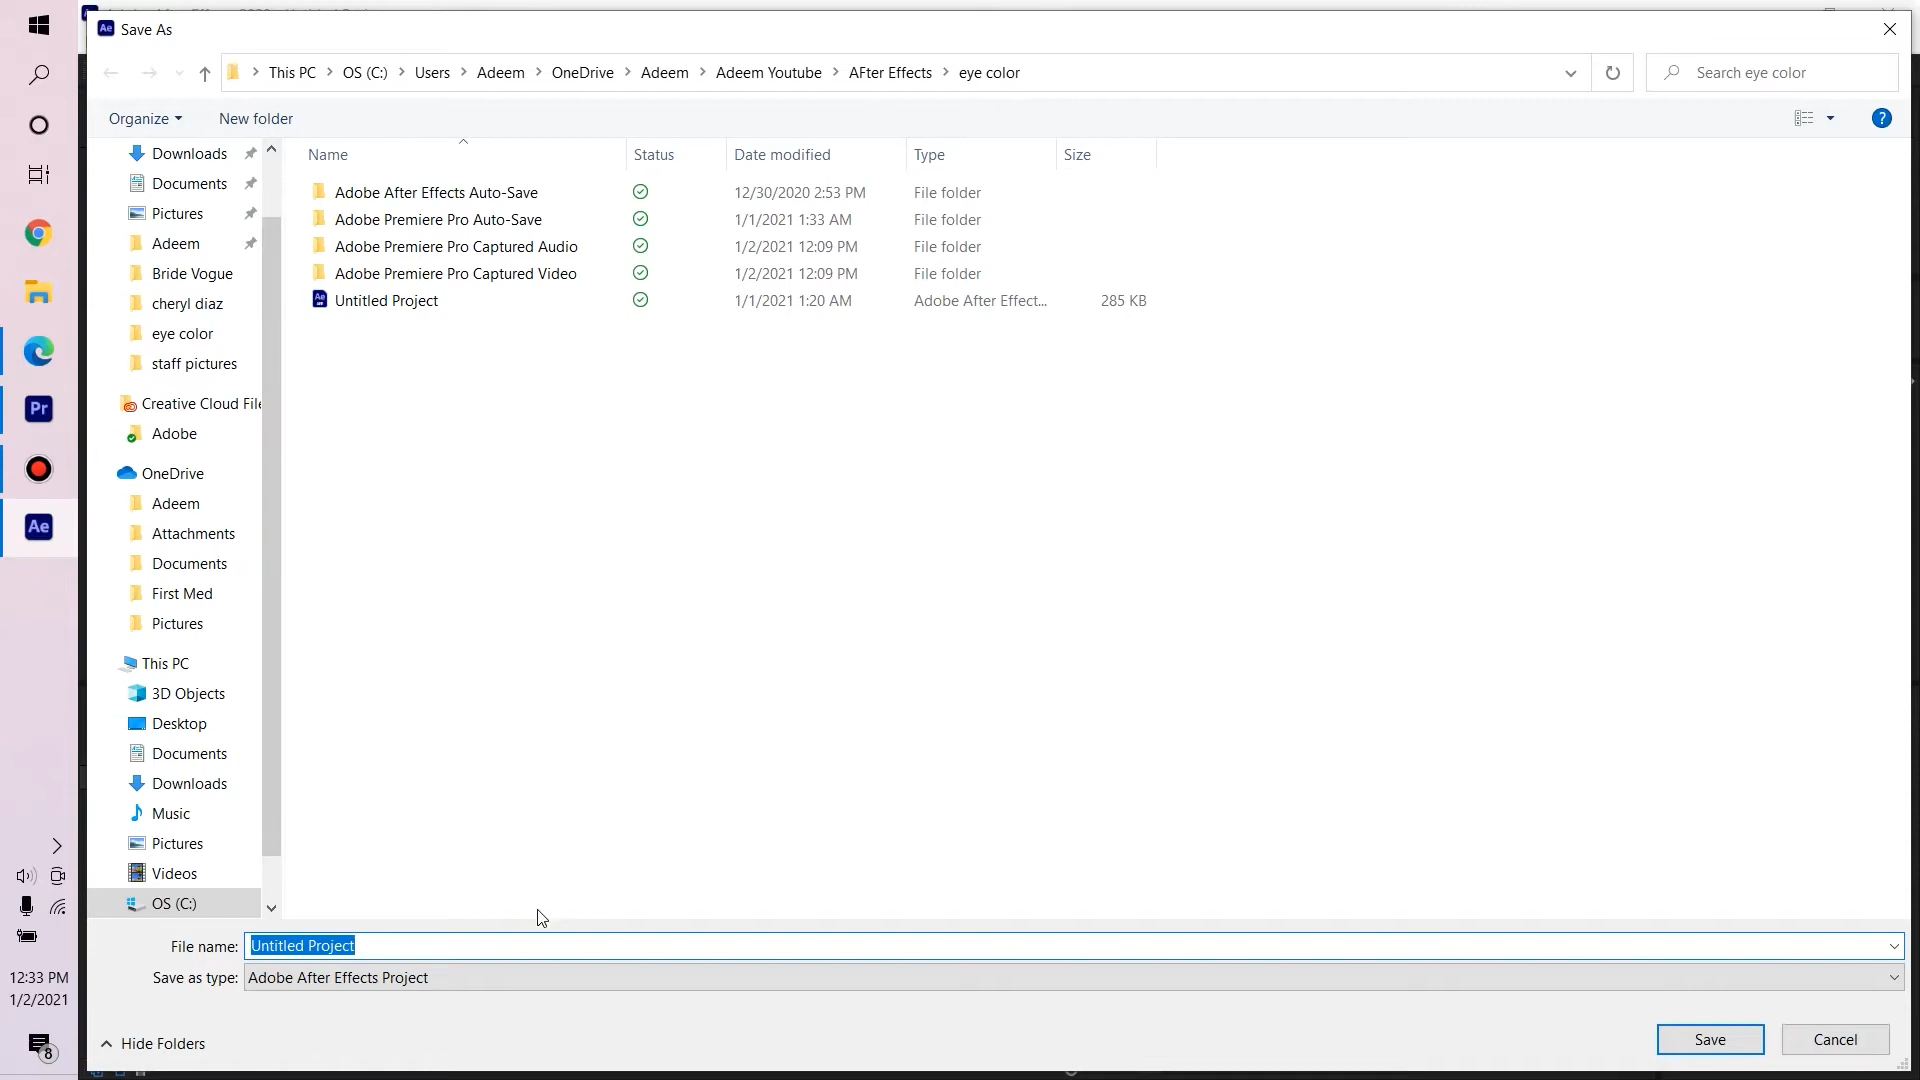 Save As
This PC > OS (C:) > Users > Adeem > OneDrive > Adeem > Adeem Youtube > AFter Effects > eye color
Search eye color
Organize
New folder
Name Status Date modified Type Size
Adobe After Effects Auto-Save 12/30/2020 2:53 PM File folder
Adobe Premiere Pro Auto-Save 1/1/2021 1:33 AM File folder
Adobe Premiere Pro Captured Audio 1/2/2021 12:09 PM File folder
Adobe Premiere Pro Captured Video 1/2/2021 12:09 PM File folder
Untitled Project 1/1/2021 1:20 AM Adobe After Effect... 285 KB
Downloads
Documents
Pictures
Adeem
Bride Vogue
cheryl diaz
eye color
staff pictures
Creative Cloud File
Adobe
OneDrive
Adeem
Attachments
Documents
First Med
Pictures
This PC
3D Objects
Desktop
Documents
Downloads
Music
Pictures
Videos
OS (C:)
File name: Untitled Project
Save as type: Adobe After Effects Project
Hide Folders
Save
Cancel
Pr
Ae
12:33 PM
1/2/2021
8